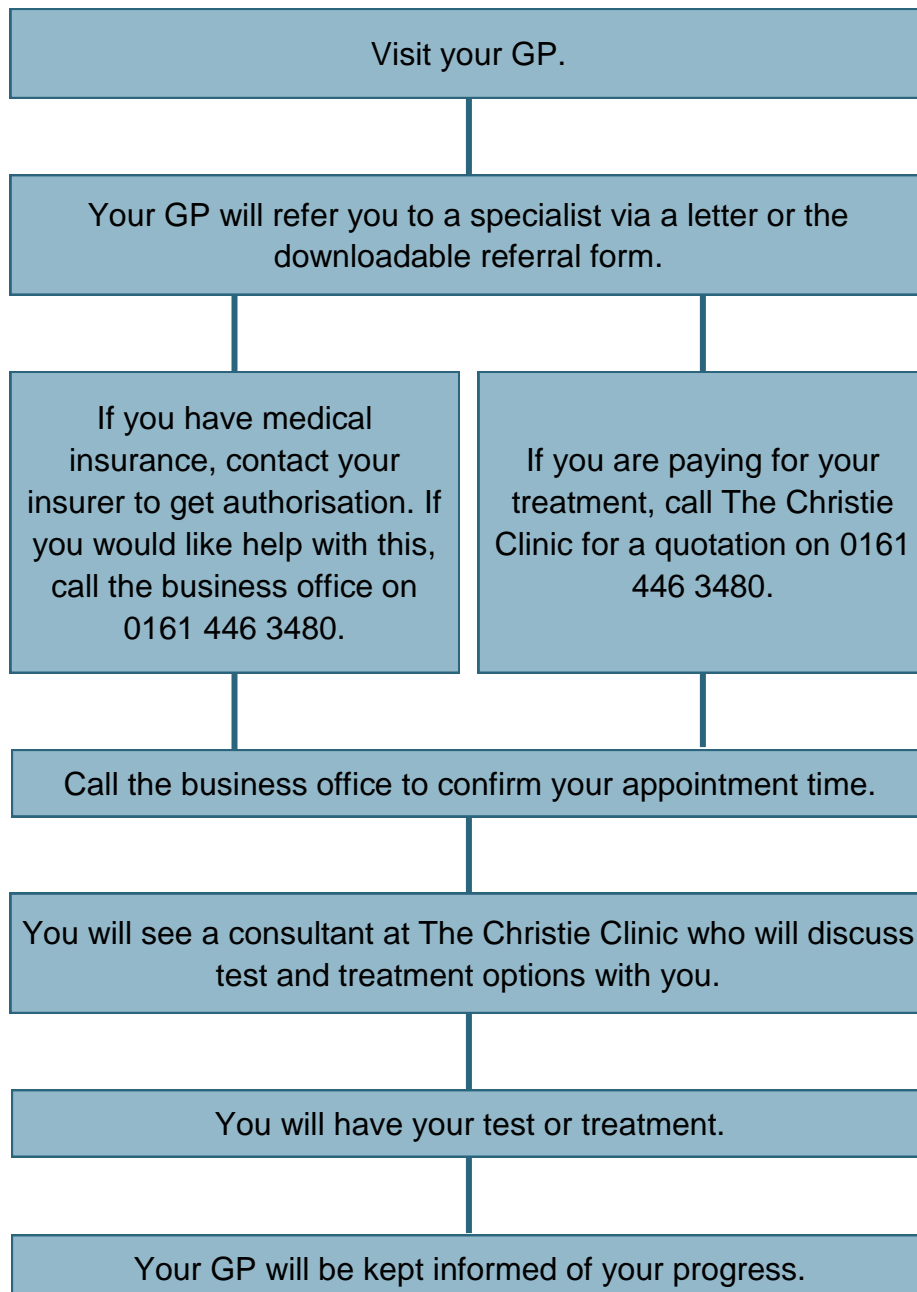 Visit your GP.
Your GP will refer you to a specialist via a letter or the
downloadable referral form.
If you have medical
insurance, contact your
insurer to get authorisation. If
you would like help with this,
call the business office on
0161 446 3480.
If you are paying for your
treatment, call The Christie
Clinic for a quotation on 0161
446 3480.
Call the business office to confirm your appointment time.
You will see a consultant at The Christie Clinic who will discuss
test and treatment options with you.
You will have your test or treatment.
Your GP will be kept informed of your progress.